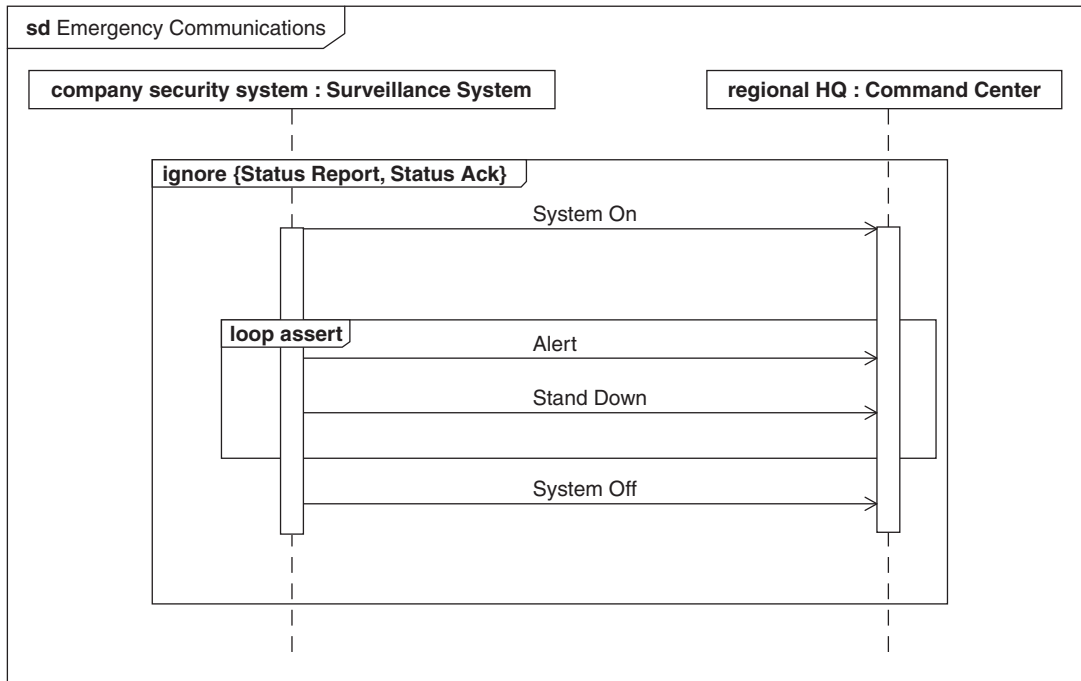 sd Emergency Communications
company security system : Surveillance System
regional HQ : Command Center
ignore {Status Report, Status Ack}
System On
loop assert
Alert
Stand Down
System Off